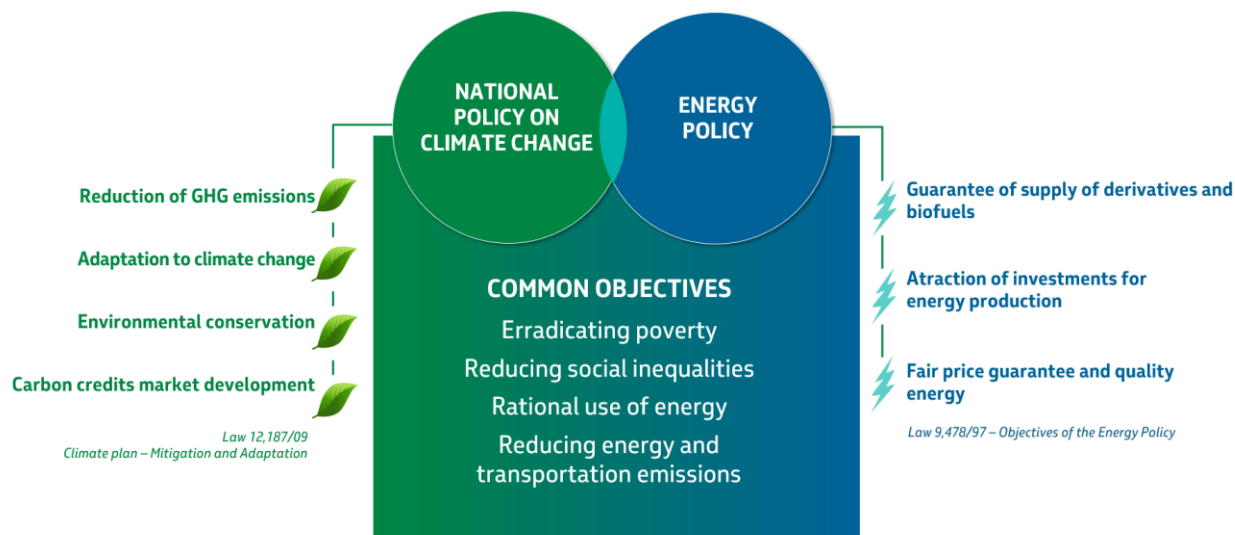 NATIONAL
POLICY ON
CLIMATE CHANGE
ENERGY
POLICY
Reduction of GHG emissions
Adaptation to climate change
Environmental conservation
Carbon credits market development
Law 12,187/09
Climate plan – Mitigation and Adaptation
COMMON OBJECTIVES
Erradicating poverty
Reducing social inequalities
Rational use of energy
Reducing energy and
transportation emissions
Guarantee of supply of derivatives and
biofuels
Atraction of investments for
energy production
Fair price guarantee and quality
energy
Law 9,478/97 – Objectives of the Energy Policy